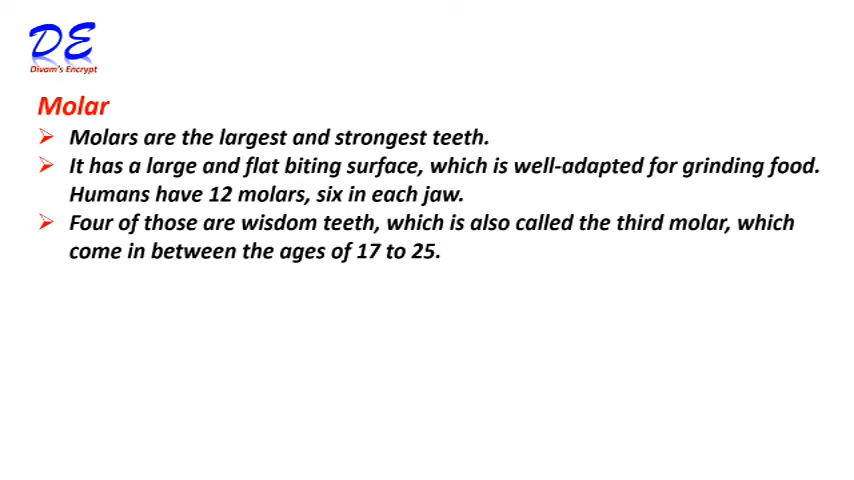 DE
Divam's Encrypt
Molar
➢ Molars are the largest and strongest teeth.
➢ It has a large and flat biting surface, which is well-adapted for grinding food.
Humans have 12 molars, six in each jaw.
➢ Four of those are wisdom teeth, which is also called the third molar, which
come in between the ages of 17 to 25.